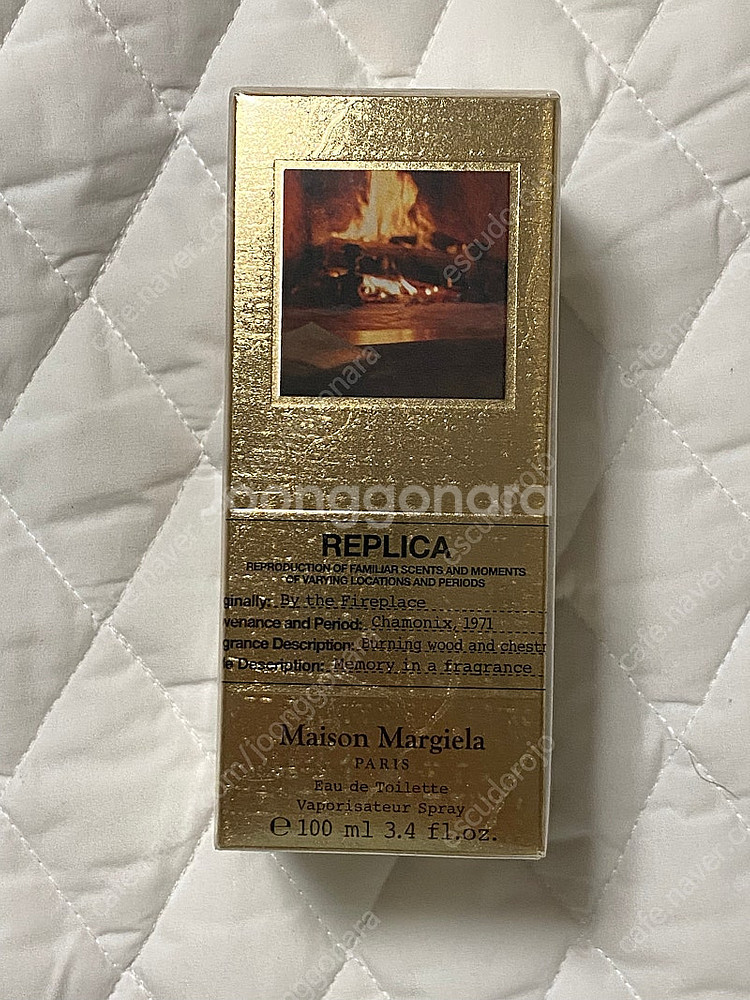 joonggonara
REPLICA
REPRODUCTION OF FAMILIAR SCENTS AND MOMENTS
OF VARYING LOCATIONS AND PERIODS
ginally: By the Fireplace
venance and Period: Chamonix, 1971
grance Description: Burning wood and chestn
e Description: Memory in a fragrance
Maison Margiela
PARIS
Eau de Toilette
Vaporisateur Spray
℮ 100 ml 3.4 fl.oz.
escudorojo
cafe.naver.com/joonggonara